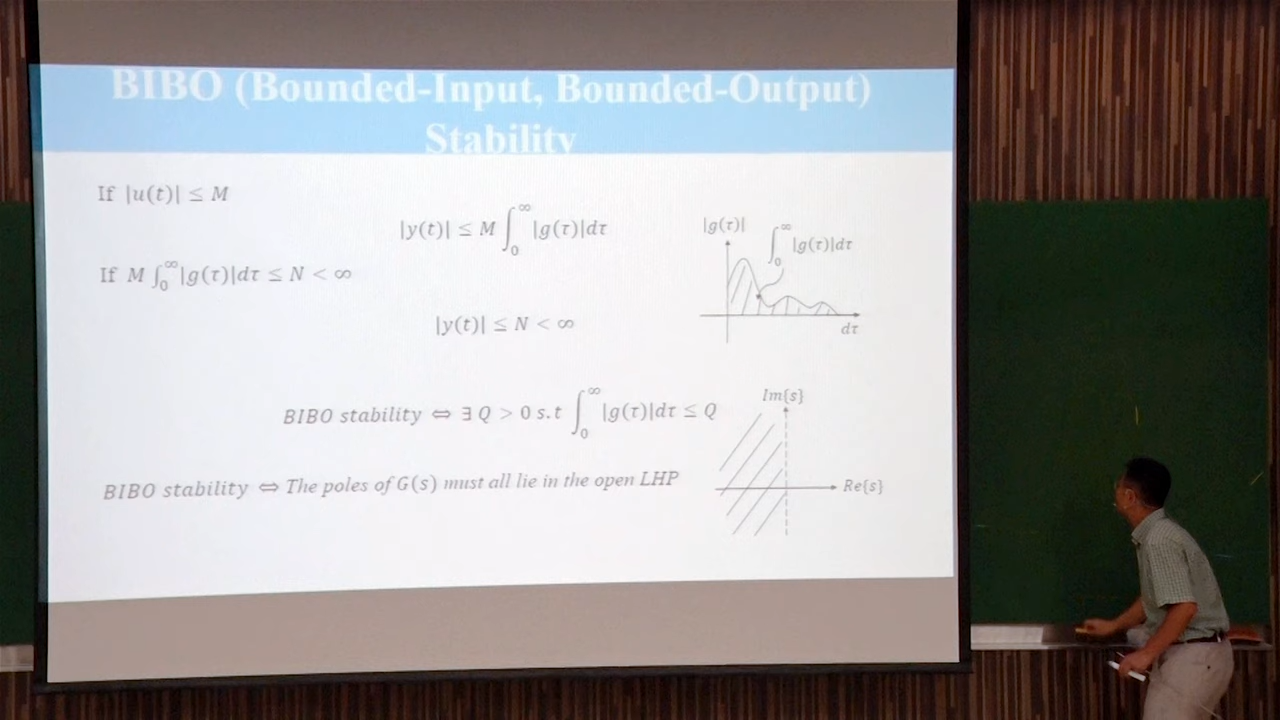 BIBO (Bounded-Input, Bounded-Output)
Stability
If |u(t)| ≤ M
|y(t)| ≤ M ∫₀^∞ |g(τ)|dτ
If M ∫₀^∞ |g(τ)|dτ ≤ N < ∞
|y(t)| ≤ N < ∞
|g(τ)|
∫₀^∞ |g(τ)|dτ
dτ
BIBO stability ⇔ ∃ Q > 0 s.t ∫₀^∞ |g(τ)|dτ ≤ Q
BIBO stability ⇔ The poles of G(s) must all lie in the open LHP
Im{s}
Re{s}